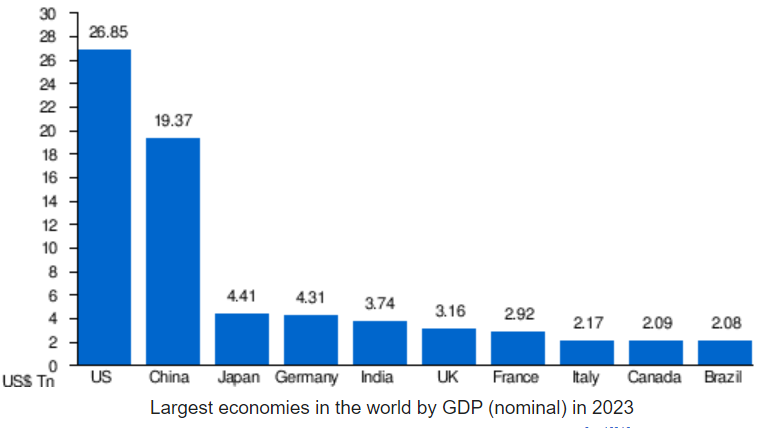 30
28
26
24
22
20
18
16
14
12
10
8
6
4
2
0
26.85
19.37
4.41
4.31
3.74
3.16
2.92
2.17
2.09
2.08
US$ Tn
US
China
Japan
Germany
India
UK
France
Italy
Canada
Brazil
Largest economies in the world by GDP (nominal) in 2023